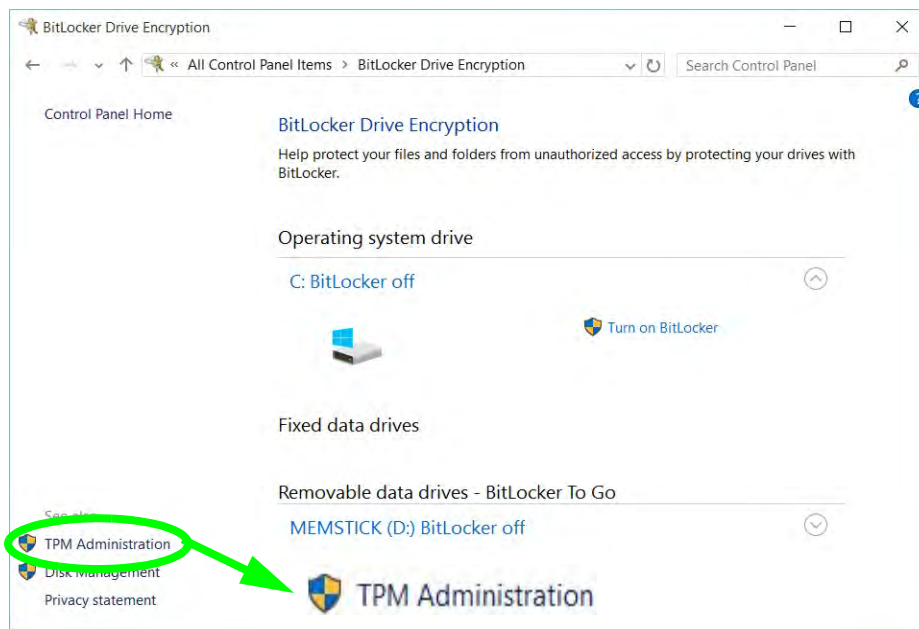 BitLocker Drive Encryption
« All Control Panel Items > BitLocker Drive Encryption
Search Control Panel
Control Panel Home
BitLocker Drive Encryption
Help protect your files and folders from unauthorized access by protecting your drives with
BitLocker.
Operating system drive
C: BitLocker off
Turn on BitLocker
Fixed data drives
Removable data drives - BitLocker To Go
MEMSTICK (D:) BitLocker off
See also
TPM Administration
Disk Management
Privacy statement
TPM Administration